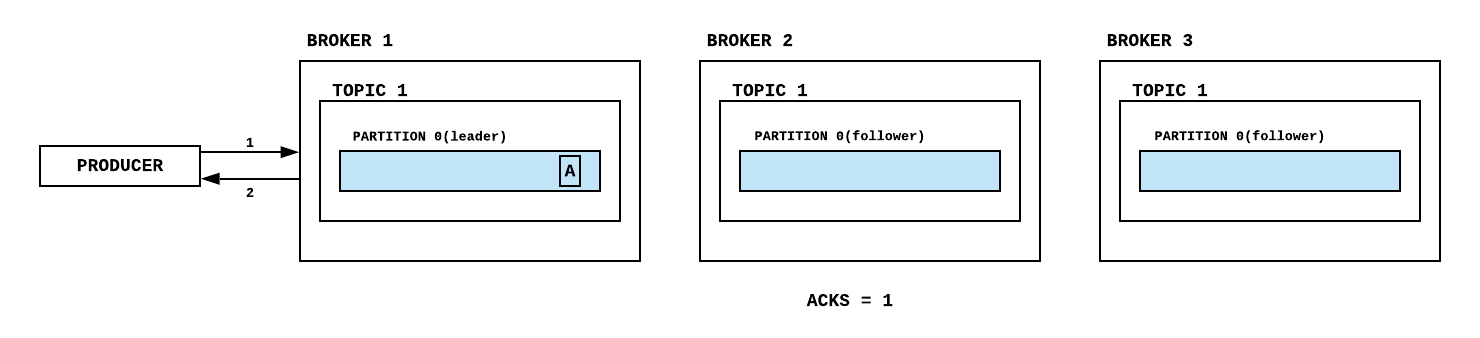 BROKER 1
BROKER 2
BROKER 3
TOPIC 1
TOPIC 1
TOPIC 1
PARTITION 0(leader)
PARTITION 0(follower)
PARTITION 0(follower)
1
PRODUCER
A
2
ACKS = 1